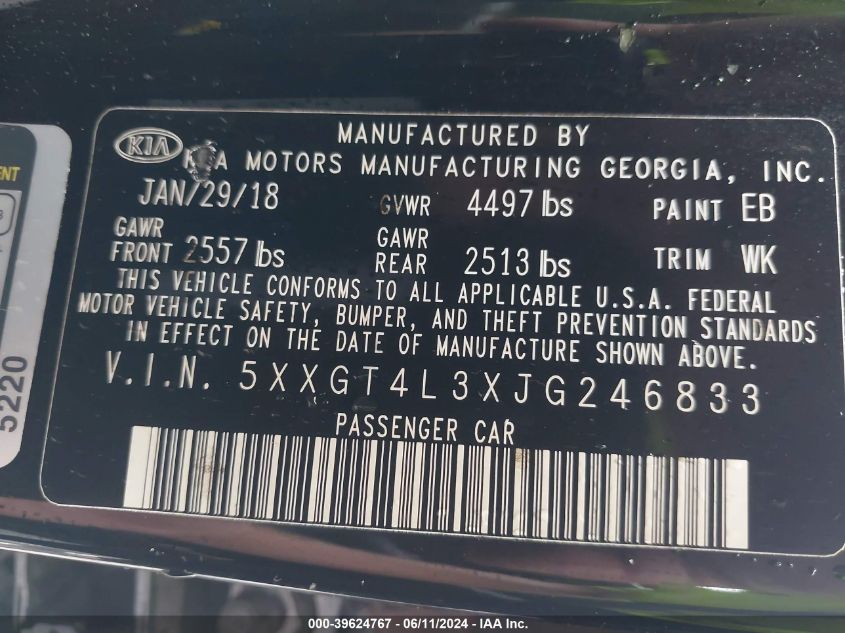 MANUFACTURED BY
KIA
KIA MOTORS MANUFACTURING GEORGIA, INC.
JAN/29/18 GVWR 4497 lbs PAINT EB
GAWR FRONT 2557 lbs GAWR REAR 2513 lbs TRIM WK
THIS VEHICLE CONFORMS TO ALL APPLICABLE U.S.A. FEDERAL
MOTOR VEHICLE SAFETY, BUMPER, AND THEFT PREVENTION STANDARDS
IN EFFECT ON THE DATE OF MANUFACTURE SHOWN ABOVE.
V.I.N. 5XXGT4L3XJG246833
PASSENGER CAR
5220
000-39624767 - 06/11/2024 - IAA Inc.